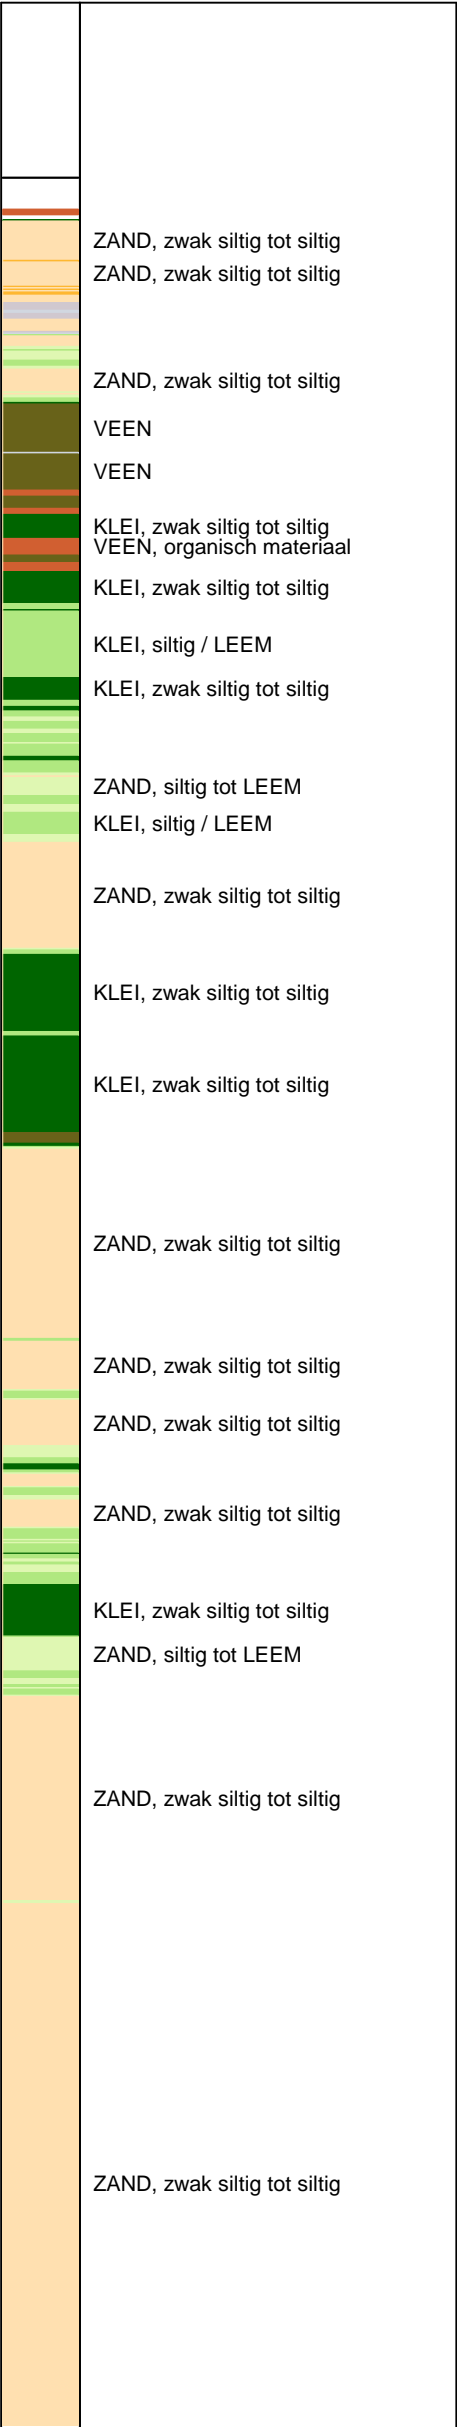 ZAND, zwak siltig tot siltig
ZAND, zwak siltig tot siltig
ZAND, zwak siltig tot siltig
VEEN
VEEN
KLEI, zwak siltig tot siltig
VEEN, organisch materiaal
KLEI, zwak siltig tot siltig
KLEI, siltig / LEEM
KLEI, zwak siltig tot siltig
ZAND, siltig tot LEEM
KLEI, siltig / LEEM
ZAND, zwak siltig tot siltig
KLEI, zwak siltig tot siltig
KLEI, zwak siltig tot siltig
ZAND, zwak siltig tot siltig
ZAND, zwak siltig tot siltig
ZAND, zwak siltig tot siltig
ZAND, zwak siltig tot siltig
KLEI, zwak siltig tot siltig
ZAND, siltig tot LEEM
ZAND, zwak siltig tot siltig
ZAND, zwak siltig tot siltig